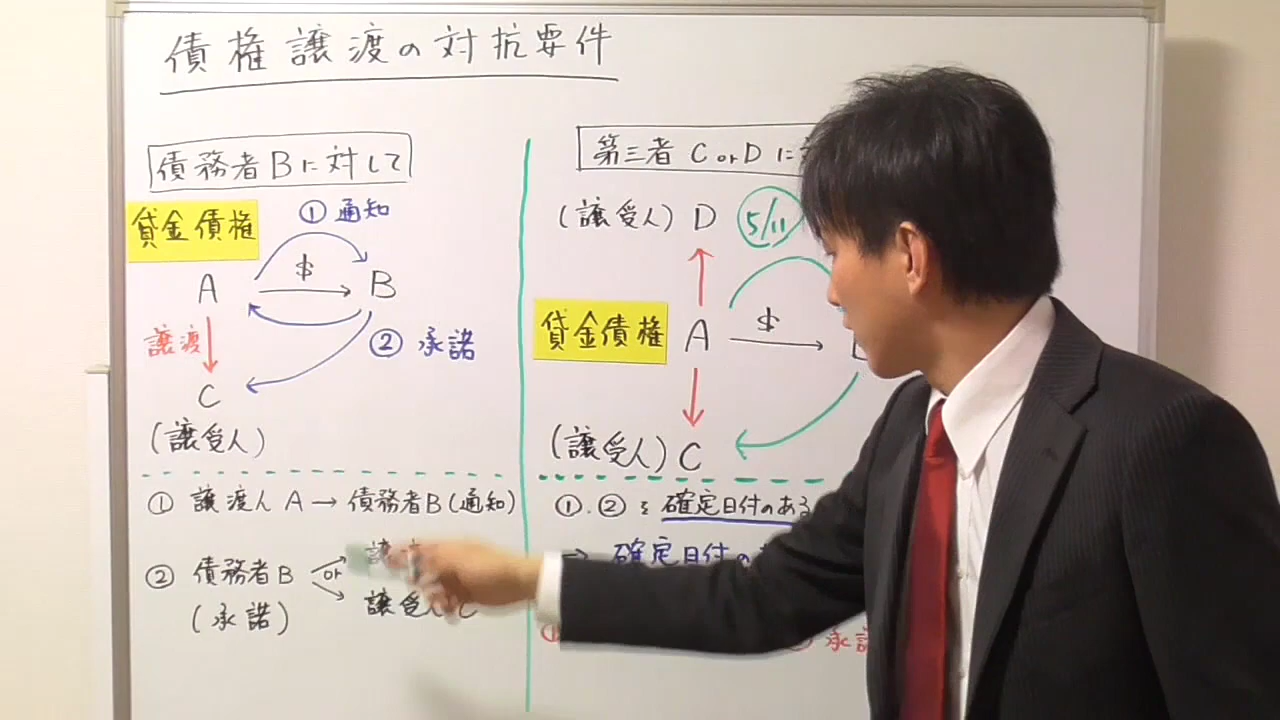 債権譲渡の対抗要件
債務者Bに対して
貸金債権
① 通知
$
A
B
譲渡
② 承諾
C
(譲受人)
① 譲渡人 A → 債務者B (通知)
② 債務者B
or
(承諾)
譲受人 C
第三者 C or D に
(譲受人) D
5/11
貸金債権
A
$
(譲受人) C
①.② を 確定日付のある
→ 確定日付の
①
承